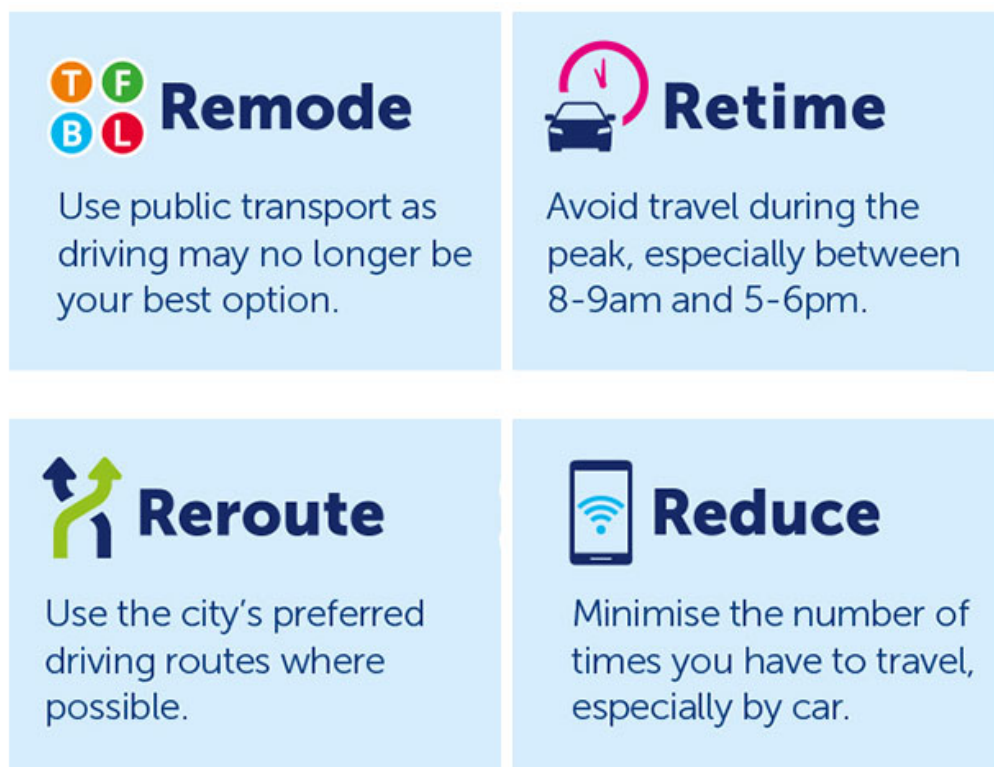 T F
B L
Remode
Use public transport as
driving may no longer be
your best option.
Retime
Avoid travel during the
peak, especially between
8-9am and 5-6pm.
Reroute
Use the city's preferred
driving routes where
possible.
Reduce
Minimise the number of
times you have to travel,
especially by car.